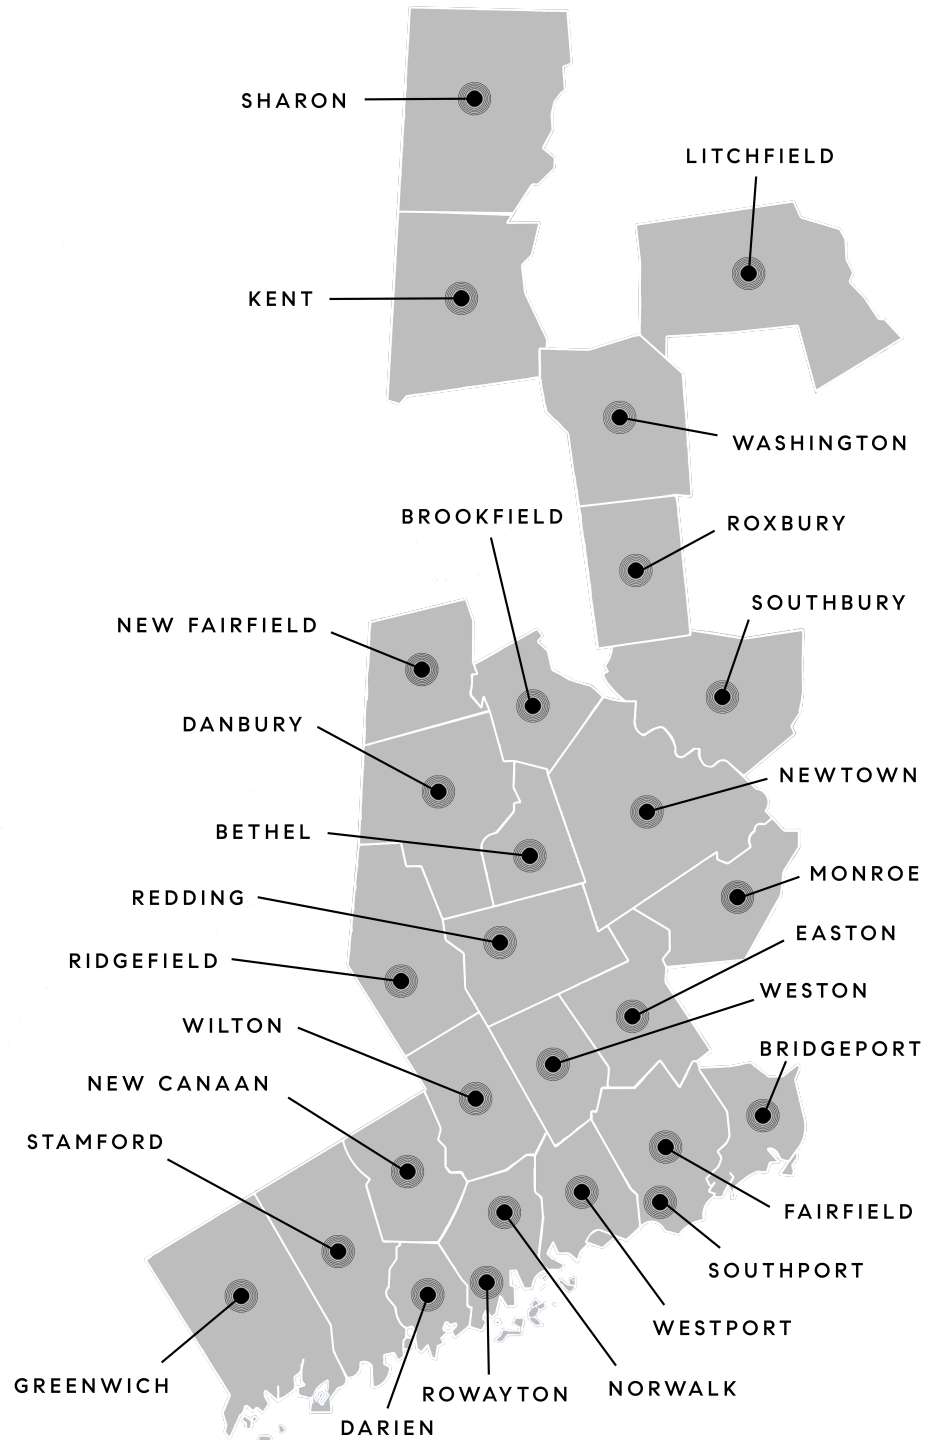 SHARON
LITCHFIELD
KENT
WASHINGTON
BROOKFIELD
ROXBURY
SOUTHBURY
NEW FAIRFIELD
DANBURY
NEWTOWN
BETHEL
MONROE
REDDING
EASTON
RIDGEFIELD
WESTON
WILTON
BRIDGEPORT
NEW CANAAN
STAMFORD
FAIRFIELD
SOUTHPORT
WESTPORT
GREENWICH
NORWALK
ROWAYTON
DARIEN